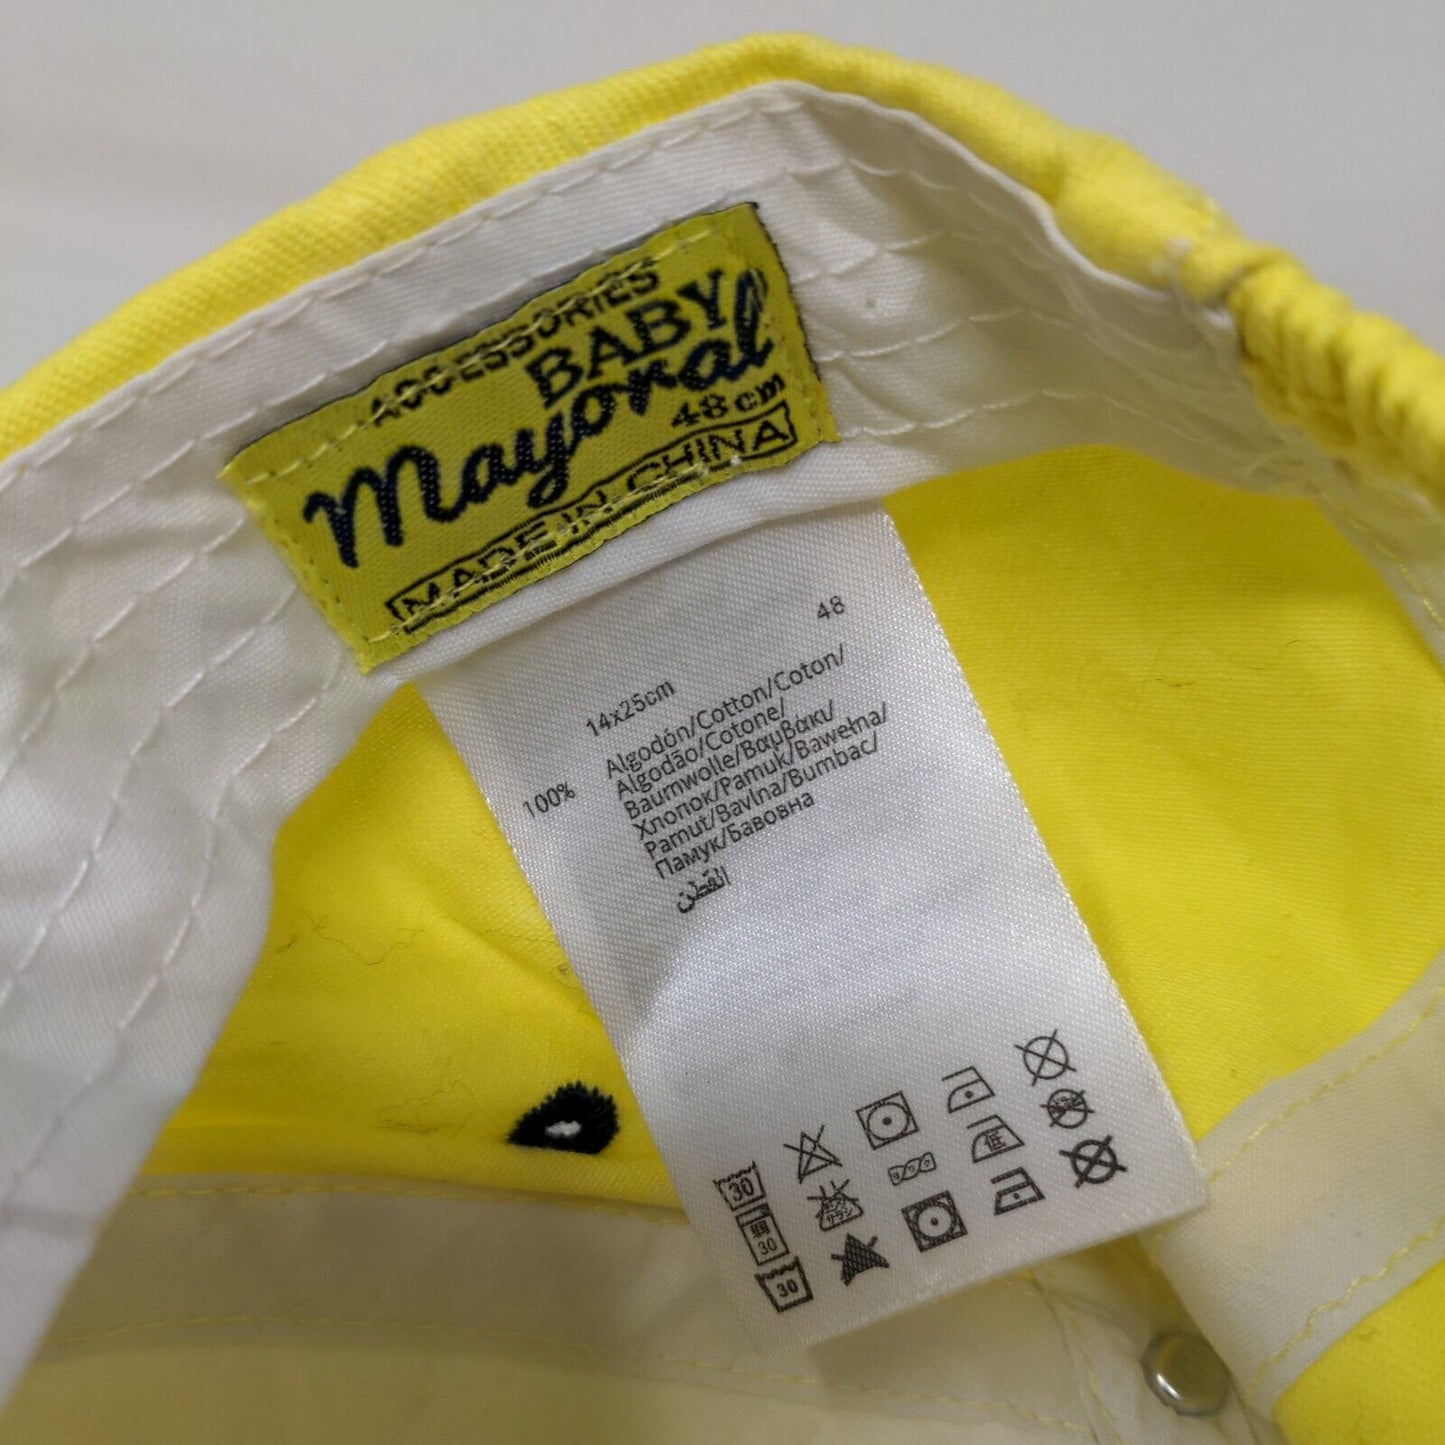 ACCESSORIES
BABY
Mayoral
48 cm
MADE IN CHINA
48
14x25cm
100%
Algodón/Cotton/Coton/
Algodão/Cotone/
Baumwolle/Βαμβακι/
Хлопок/Pamuk/Bawełna/
Pamut/Bavlna/Bumbac/
Памук/Бавовна
القطن
30
30
低
30